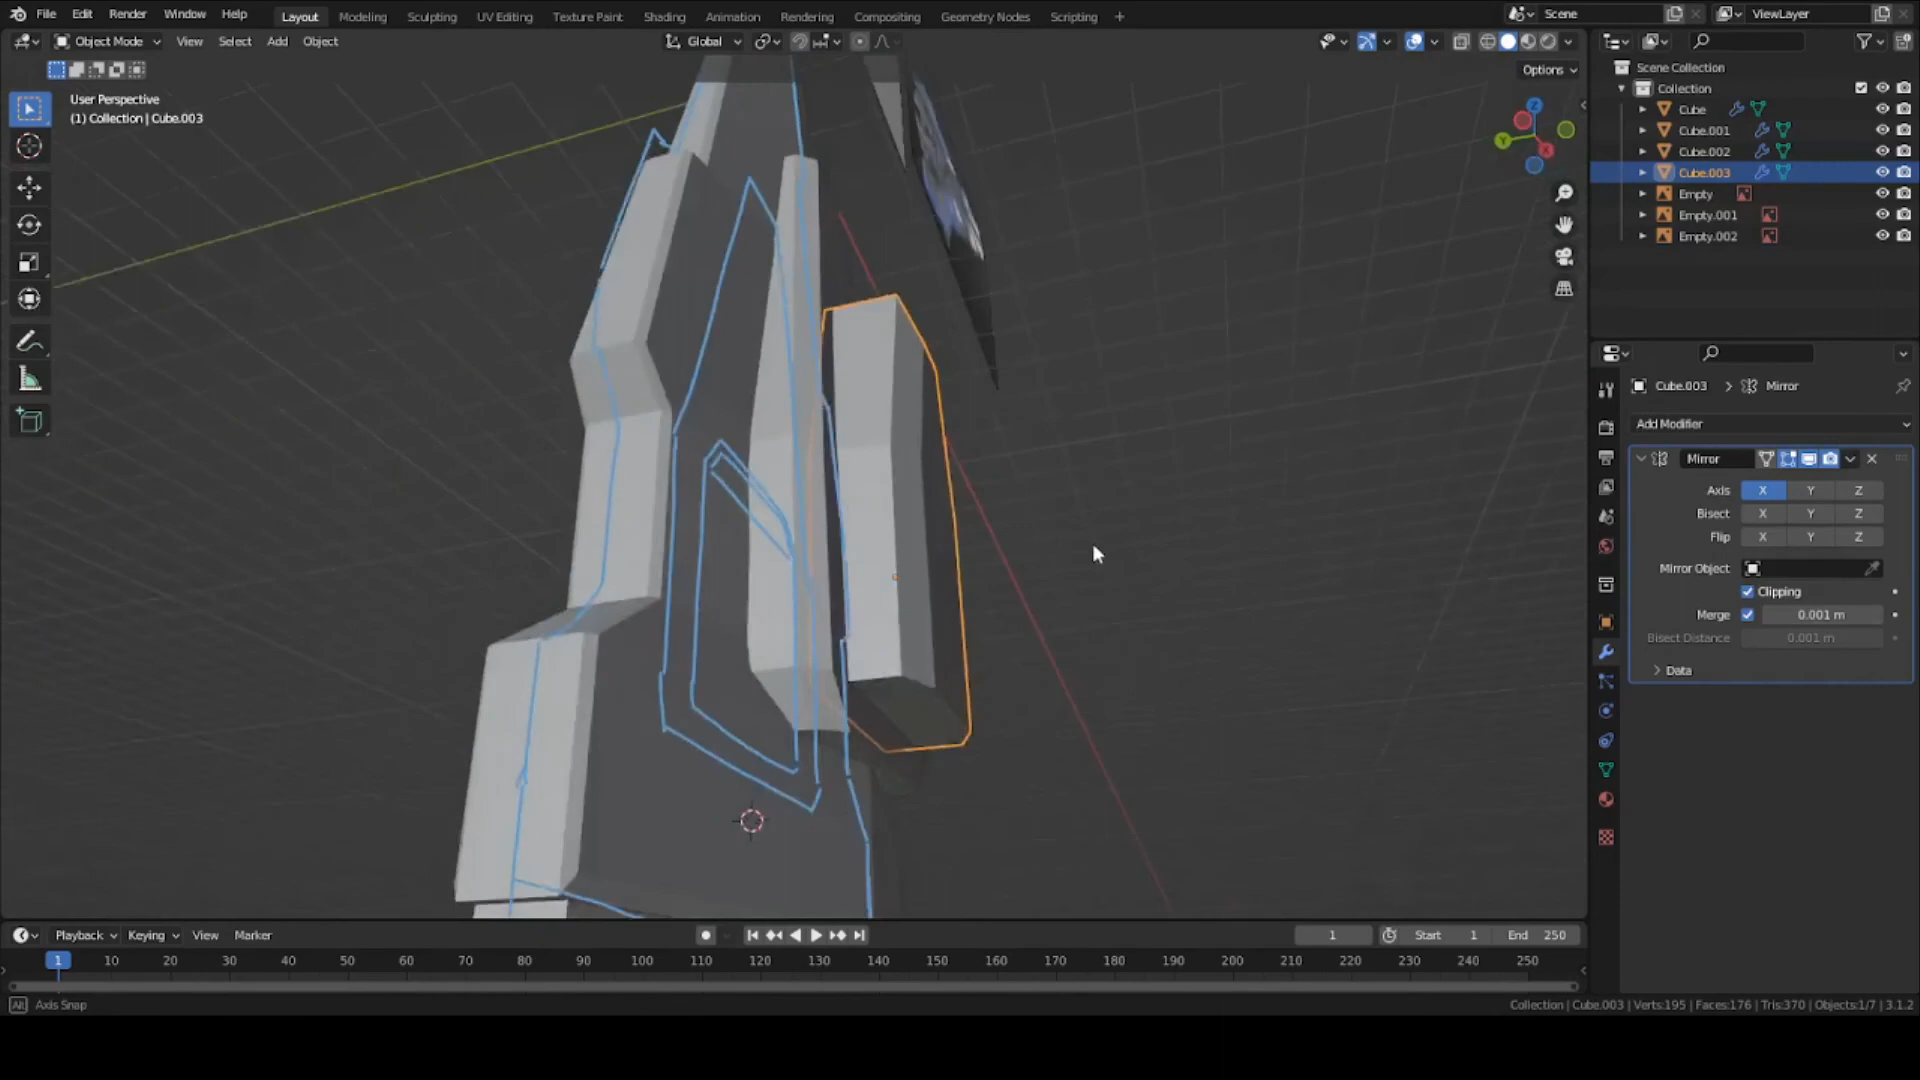 File Edit Render Window Help Layout Modeling Sculpting UV Editing Texture Paint Shading Animation Rendering Compositing Geometry Nodes Scripting + Scene ViewLayer
Object Mode View Select Add Object Global
Options
User Perspective
(1) Collection | Cube.003
Z
Y
X
Scene Collection
Collection
Cube
Cube.001
Cube.002
Cube.003
Empty
Empty.001
Empty.002
Cube.003 > Mirror
Add Modifier
Mirror
Axis X Y Z
Bisect X Y Z
Flip X Y Z
Mirror Object
Clipping
Merge 0.001 m
Bisect Distance 0.001 m
Data
Playback Keying View Marker 1 Start 1 End 250
1 10 20 30 40 50 60 70 80 90 100 110 120 130 140 150 160 170 180 190 200 210 220 230 240 250
Alt Axis Snap
Collection | Cube.003 | Verts:195 | Faces:176 | Tris:370 | Objects:1/7 | 3.1.2